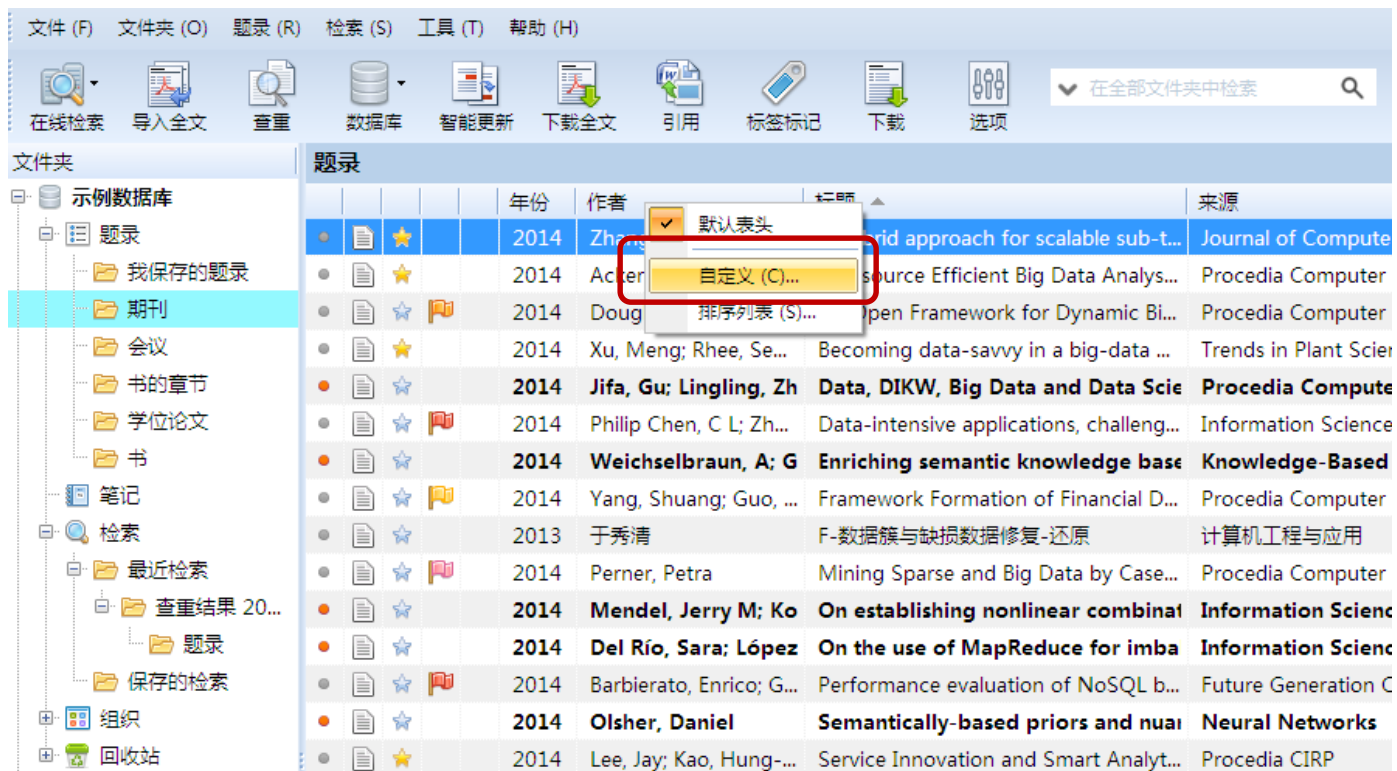 文件 (F) 文件夹 (O) 题录 (R) 检索 (S) 工具 (T) 帮助 (H)
在线检索 导入全文 查重 数据库 智能更新 下载全文 引用 标签标记 下载 选项 在全部文件夹中检索
文件夹 题录
示例数据库
题录
我保存的题录
期刊
会议
书的章节
学位论文
书
笔记
检索
最近检索
查重结果 20...
题录
保存的检索
组织
回收站
年份 作者 标题 来源
默认表头
自定义 (C)...
排序列表 (S)...
2014 Zhang rid approach for scalable sub-t... Journal of Compute
2014 Acker source Efficient Big Data Analys... Procedia Computer
2014 Doug Open Framework for Dynamic Bi... Procedia Computer
2014 Xu, Meng; Rhee, Se... Becoming data-savvy in a big-data ... Trends in Plant Scien
2014 Jifa, Gu; Lingling, Zh Data, DIKW, Big Data and Data Scie Procedia Compute
2014 Philip Chen, C L; Zh... Data-intensive applications, challeng... Information Science
2014 Weichselbraun, A; G Enriching semantic knowledge base Knowledge-Based
2014 Yang, Shuang; Guo, ... Framework Formation of Financial D... Procedia Computer
2013 于秀清 F-数据簇与缺损数据修复-还原 计算机工程与应用
2014 Perner, Petra Mining Sparse and Big Data by Case... Procedia Computer
2014 Mendel, Jerry M; Ko On establishing nonlinear combinat Information Scienc
2014 Del Río, Sara; López On the use of MapReduce for imba Information Scienc
2014 Barbierato, Enrico; G... Performance evaluation of NoSQL b... Future Generation C
2014 Olsher, Daniel Semantically-based priors and nuan Neural Networks
2014 Lee, Jay; Kao, Hung-... Service Innovation and Smart Analyt... Procedia CIRP